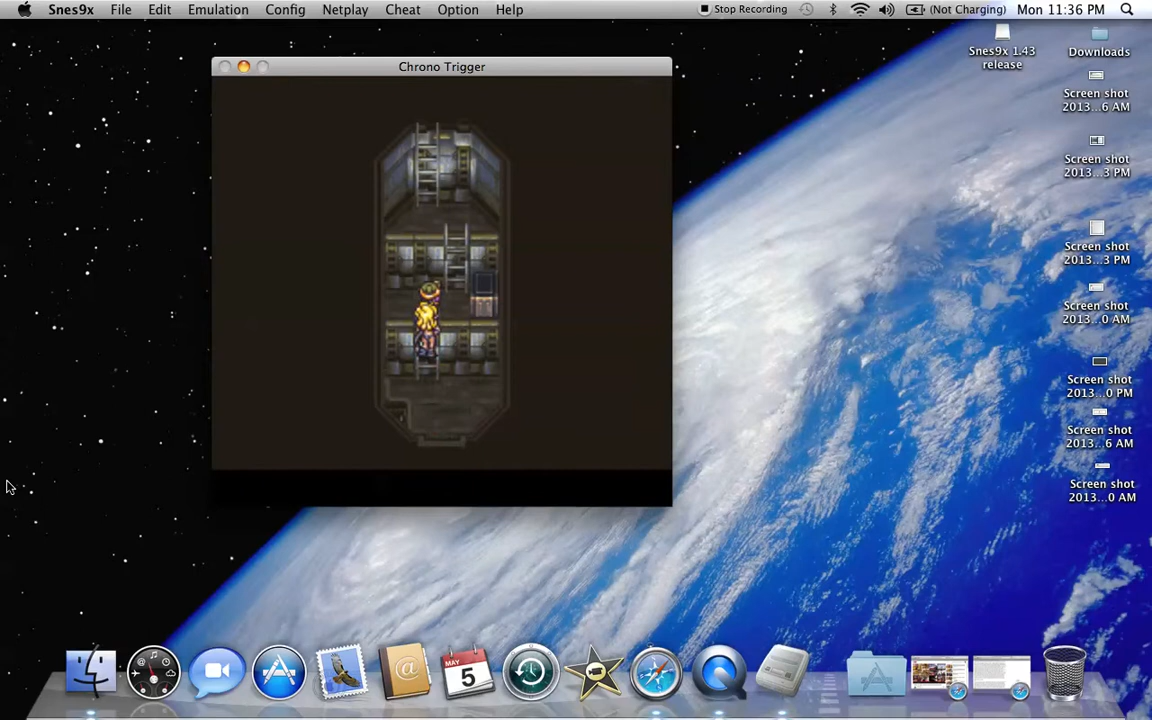 Snes9x File Edit Emulation Config Netplay Cheat Option Help Stop Recording (Not Charging) Mon 11:36 PM
Chrono Trigger
Snes9x 1.43
release
Downloads
Screen shot
2013...6 AM
Screen shot
2013...3 PM
Screen shot
2013...3 PM
Screen shot
2013...0 AM
Screen shot
2013...0 PM
Screen shot
2013...6 AM
Screen shot
2013...0 AM
MAY
5